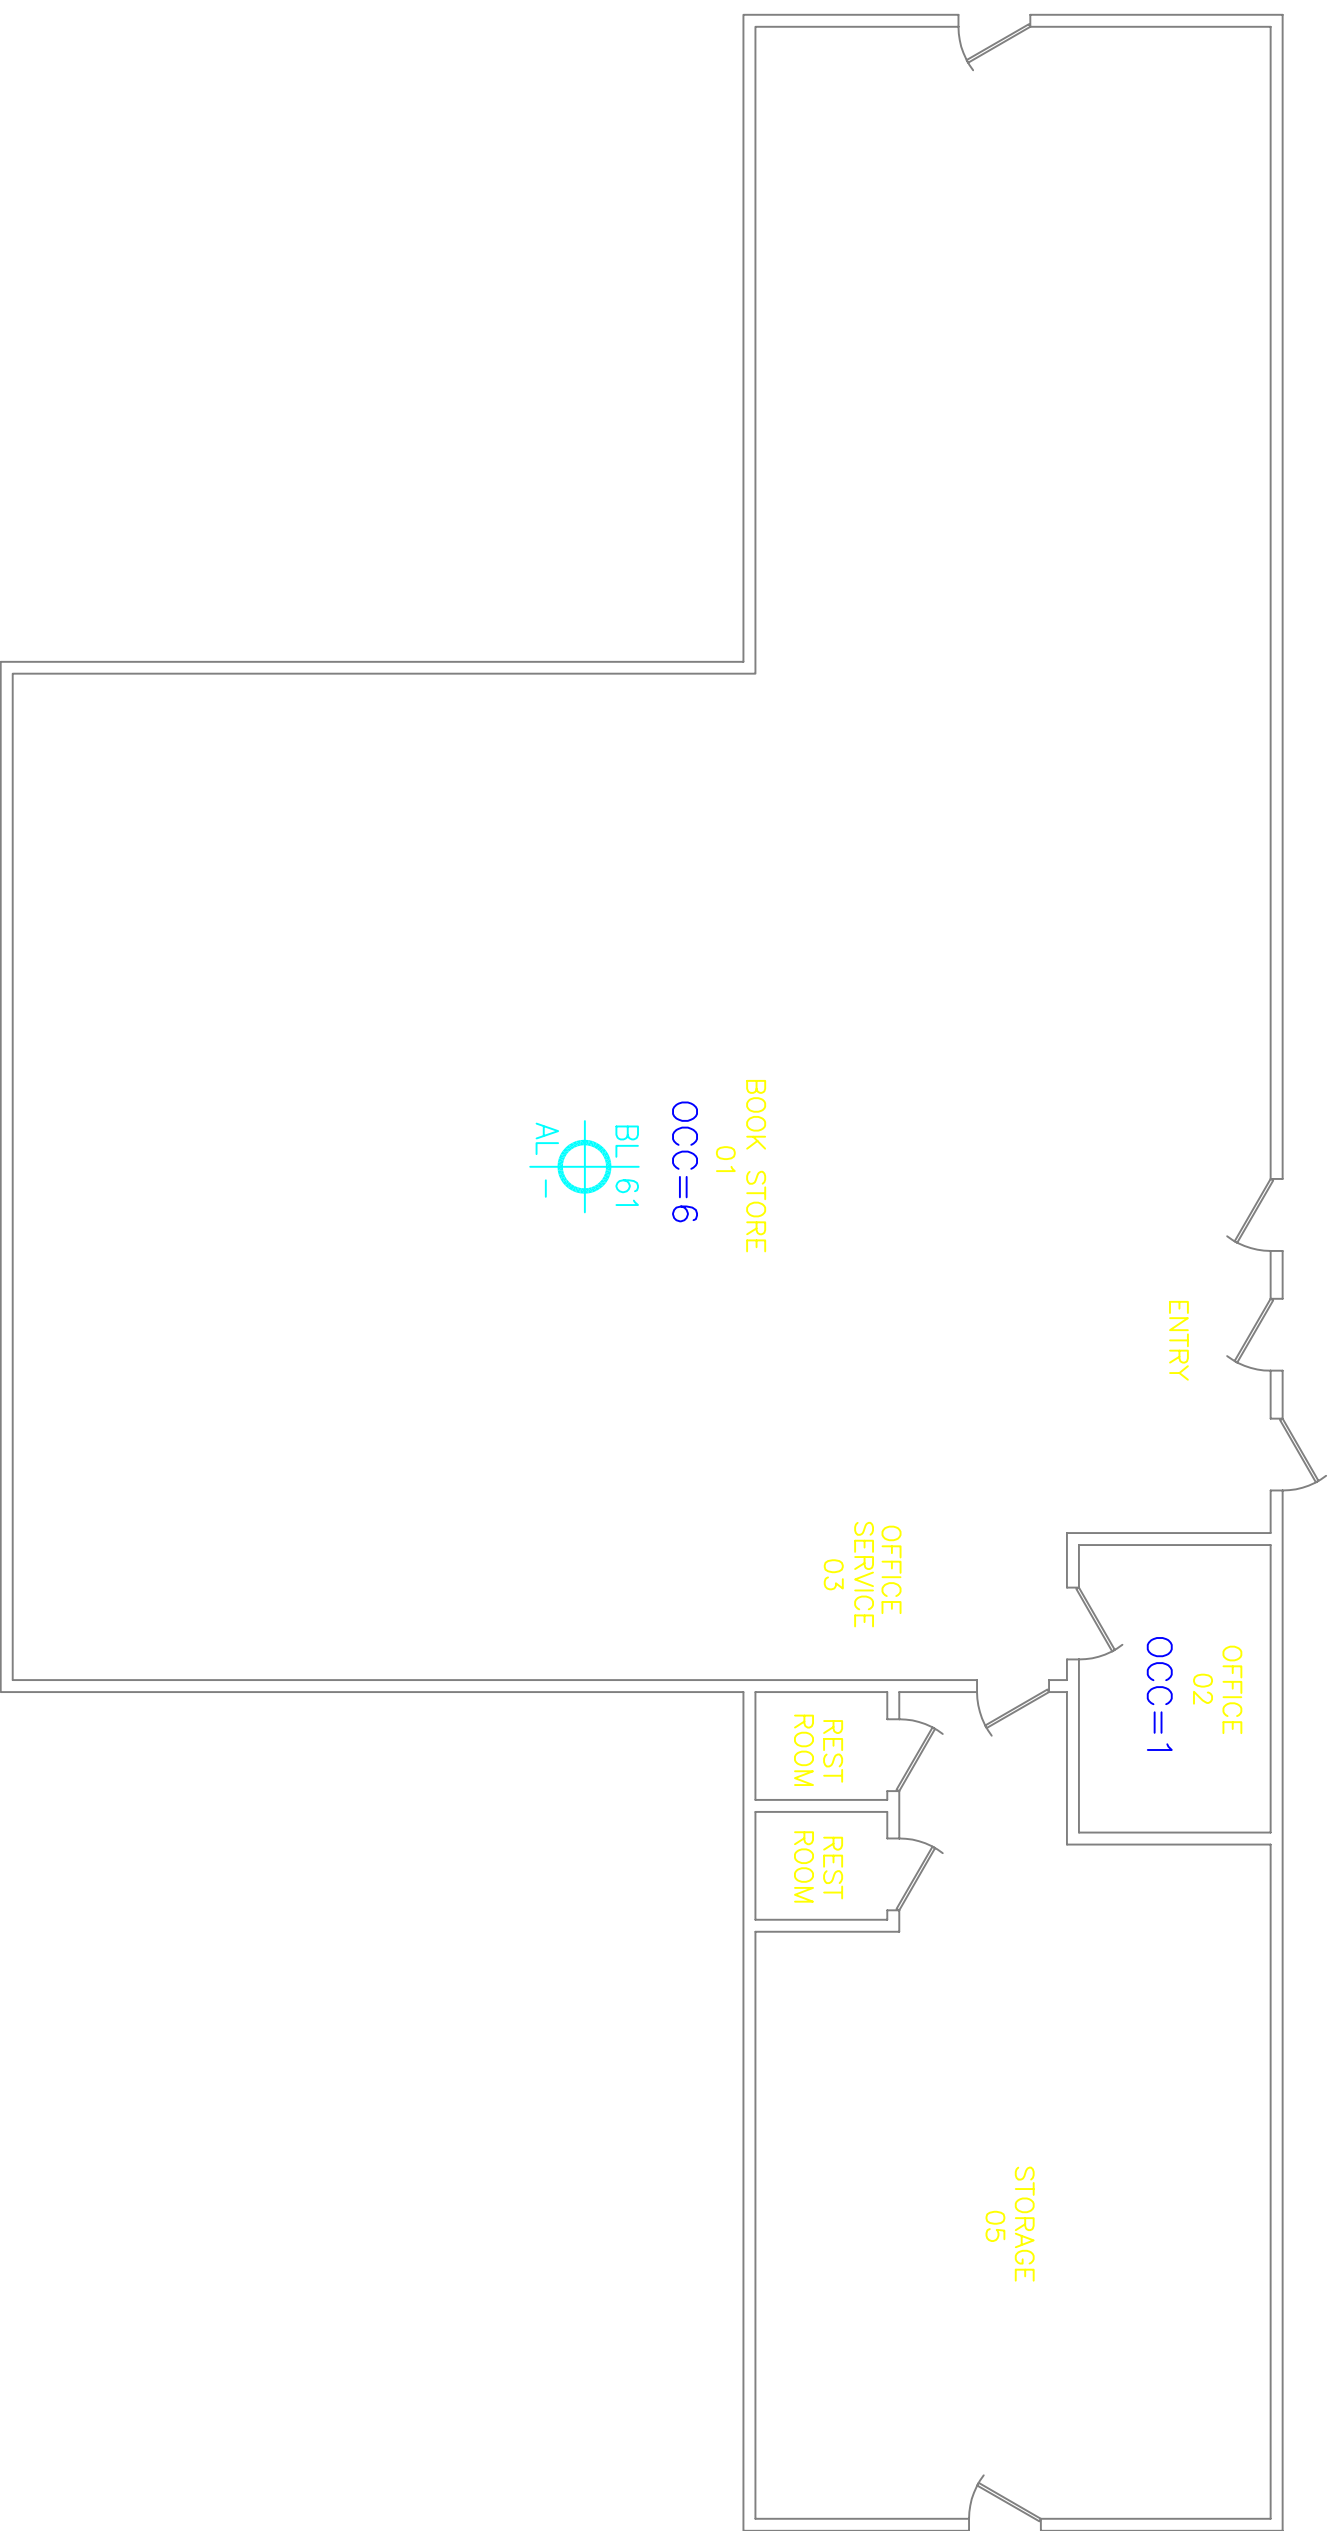 BOOK STORE
01
OCC=6
BL 61
AL -
ENTRY
OFFICE
SERVICE
03
OFFICE
02
OCC=1
REST
ROOM
REST
ROOM
STORAGE
05